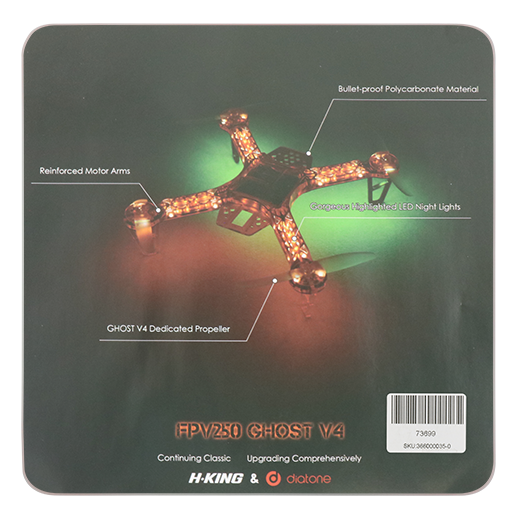 Bullet-proof Polycarbonate Material
Reinforced Motor Arms
Gorgeous Highlighted LED Night Lights
GHOST V4 Dedicated Propeller
FPV250 GHOST V4
Continuing Classic Upgrading Comprehensively
H-KING & diatone
73899
SKU:366000035-0